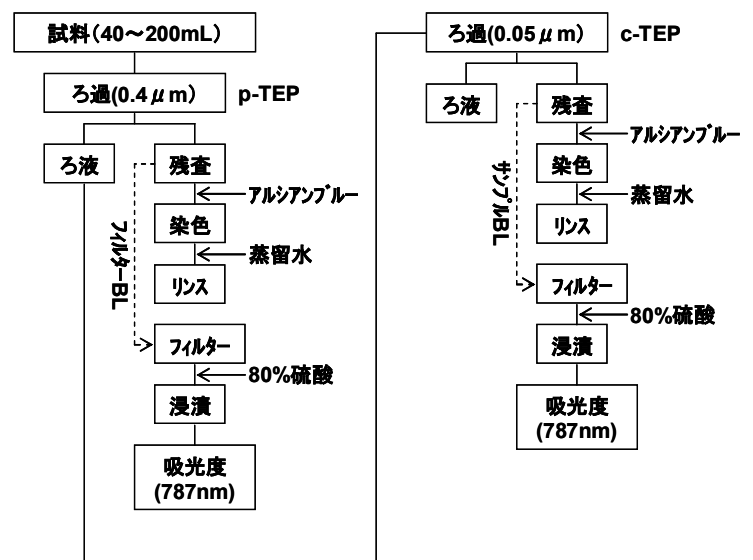 試料(40～200mL)
ろ過(0.4μm)
p-TEP
ろ液
残査
アルシアンブルー
染色
蒸留水
リンス
フィルターBL
フィルター
80%硫酸
浸漬
吸光度
(787nm)
ろ過(0.05μm)
c-TEP
ろ液
残査
アルシアンブルー
染色
蒸留水
リンス
サンプルBL
フィルター
80%硫酸
浸漬
吸光度
(787nm)